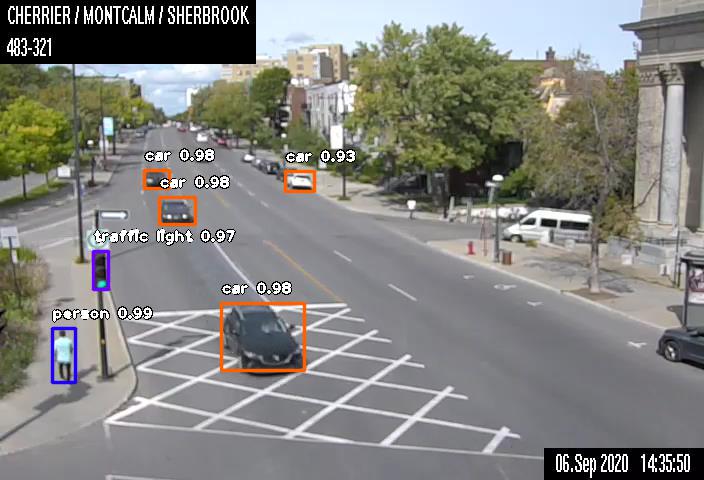 CHERRIER / MONTCALM / SHERBROOK
483-321
car 0.98
car 0.93
car 0.98
traffic light 0.97
car 0.98
person 0.99
06.Sep 2020 14:35:50